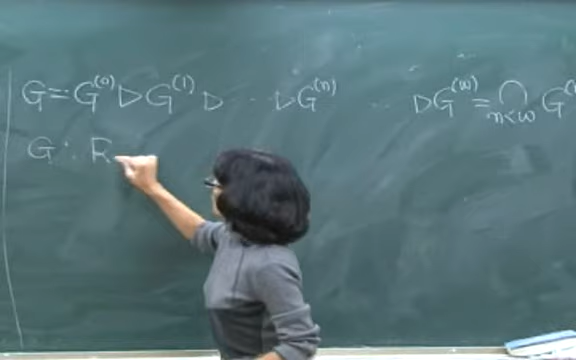 G = G^(0) ▷ G^(1) ▷ ··· ▷ G^(n) ··· ▷ G^(ω) = ⋂_{n<ω} G^(n
G : R